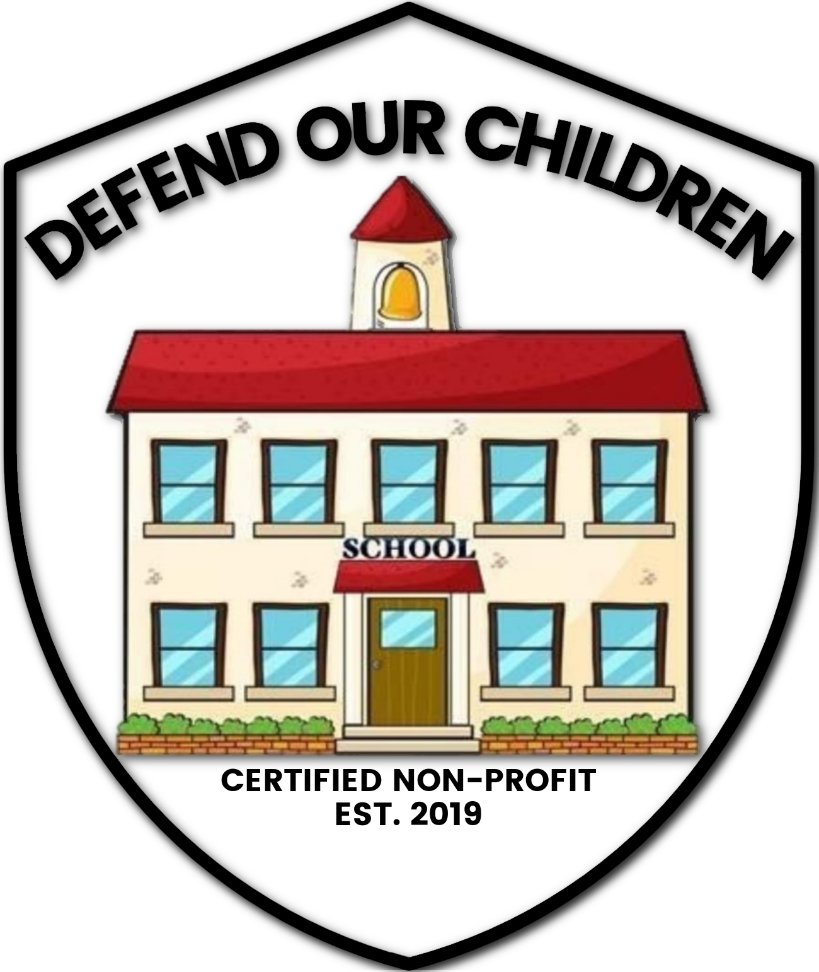 DEFEND OUR CHILDREN
SCHOOL
CERTIFIED NON-PROFIT
EST. 2019